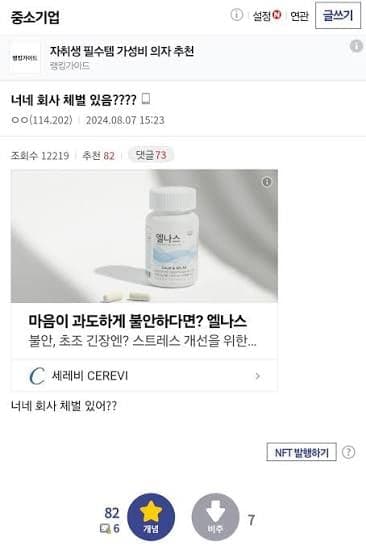 중소기업
설정 N 연관 글쓰기
랭킹가이드
자취생 필수템 가성비 의자 추천
랭킹가이드
너네 회사 체벌 있음????
ㅇㅇ(114.202) | 2024.08.07 15:23
조회수 12219 | 추천 82 | 댓글 73
엘나스
마음이 과도하게 불안하다면? 엘나스
불안, 초조 긴장엔? 스트레스 개선을 위한...
세레비 CEREVI
너네 회사 체벌 있어??
NFT 발행하기 ?
82
6
개념
비추
7